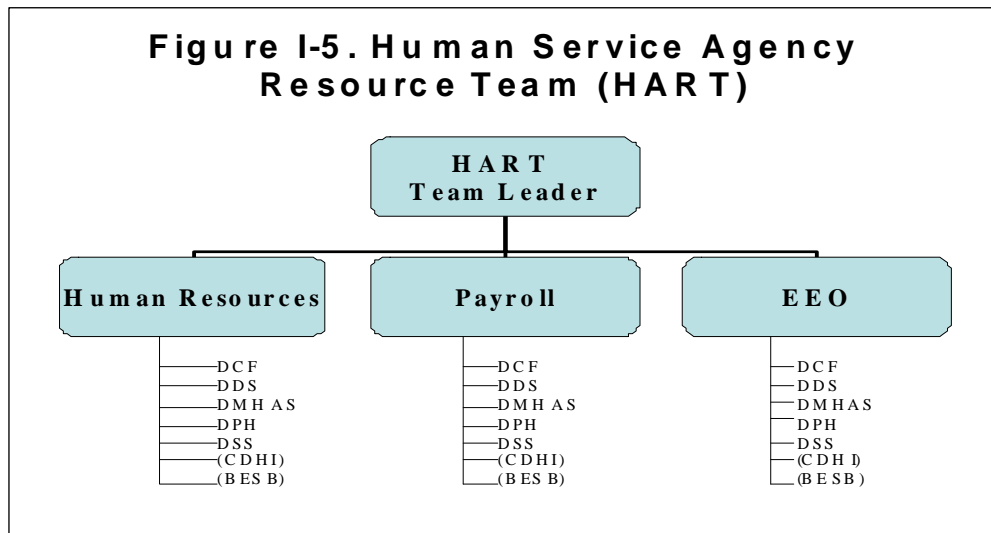 Figure I-5. Human Service Agency
Resource Team (HART)
HART
Team Leader
Human Resources
DCF
DDS
DMHAS
DPH
DSS
(CDHI)
(BESB)
Payroll
DCF
DDS
DMHAS
DPH
DSS
(CDHI)
(BESB)
EEO
DCF
DDS
DMHAS
DPH
DSS
(CDHI)
(BESB)